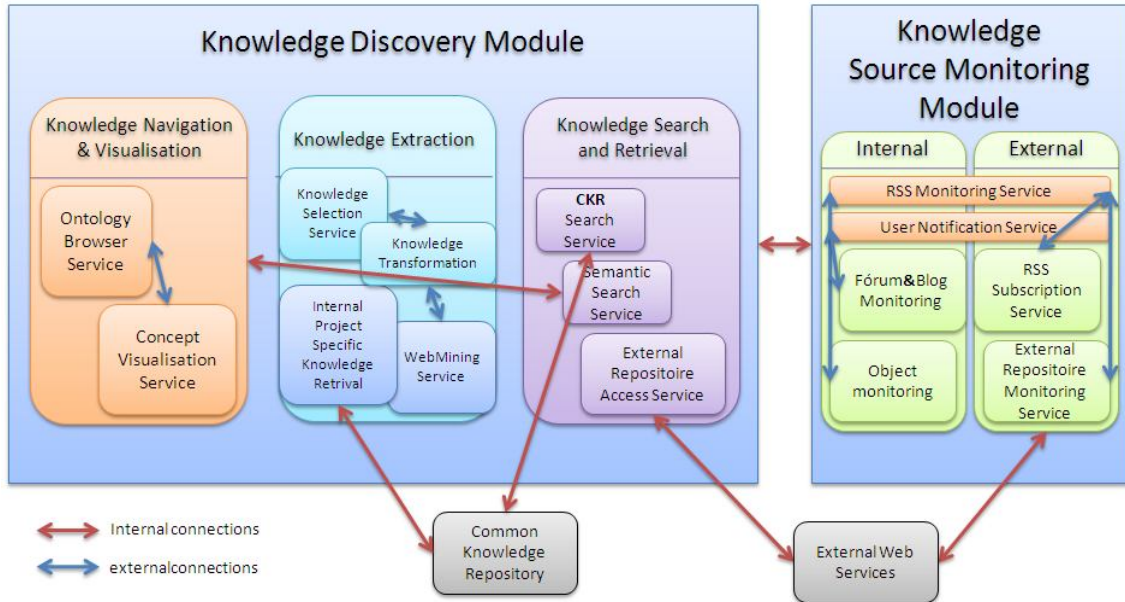 Knowledge Discovery Module
Knowledge Navigation
& Visualisation
Ontology
Browser
Service
Concept
Visualisation
Service
Knowledge Extraction
Knowledge
Selection
Service
Knowledge
Transformation
Internal
Project
Specific
Knowledge
Retrival
WebMining
Service
Knowledge Search
and Retrieval
CKR
Search
Service
Semantic
Search
Service
External
Repositoire
Access Service
Knowledge
Source Monitoring
Module
Internal
External
RSS Monitoring Service
User Notification Service
Fórum&Blog
Monitoring
RSS
Subscription
Service
Object
monitoring
External
Repositoire
Monitoring
Service
Internal connections
externalconnections
Common
Knowledge
Repository
External Web
Services